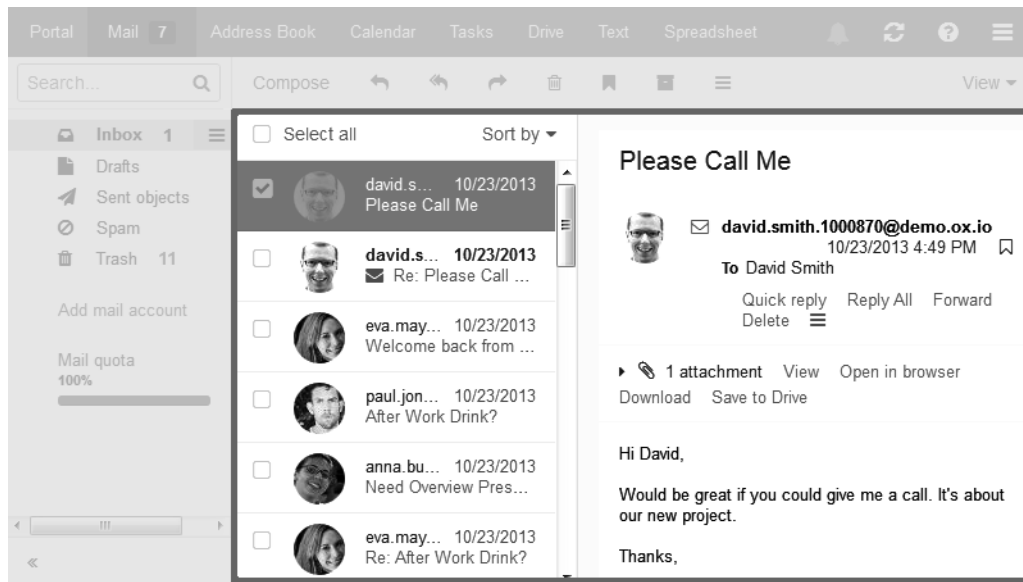 Portal Mail 7 Address Book Calendar Tasks Drive Text Spreadsheet
Search...
Compose
View
Inbox 1
Drafts
Sent objects
Spam
Trash 11
Add mail account
Mail quota
100%
Select all Sort by
david.s... 10/23/2013
Please Call Me
david.s... 10/23/2013
Re: Please Call ...
eva.may... 10/23/2013
Welcome back from ...
paul.jon... 10/23/2013
After Work Drink?
anna.bu... 10/23/2013
Need Overview Pres...
eva.may... 10/23/2013
Re: After Work Drink?
Please Call Me
david.smith.1000870@demo.ox.io
10/23/2013 4:49 PM
To David Smith
Quick reply Reply All Forward
Delete
1 attachment View Open in browser
Download Save to Drive
Hi David,
Would be great if you could give me a call. It's about
our new project.
Thanks,